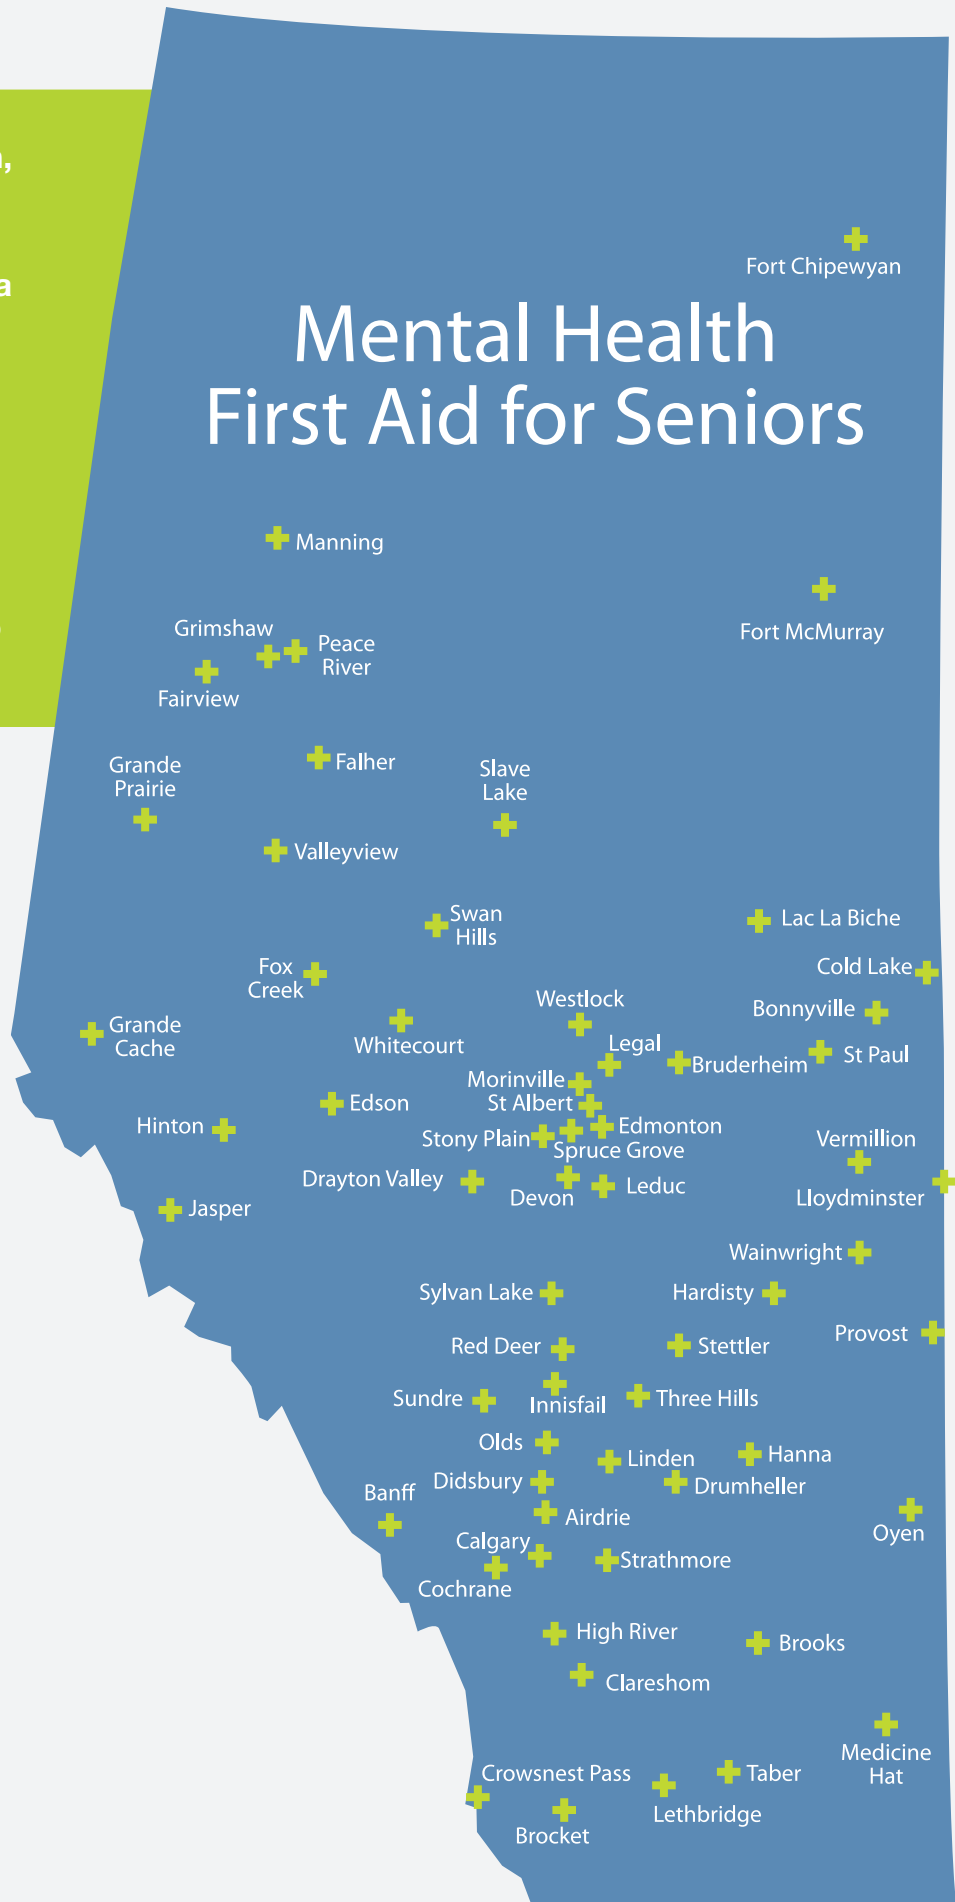 Fort Chipewyan
Mental Health
First Aid for Seniors
Manning
Fort McMurray
Grimshaw
Peace
River
Fairview
Falher
Grande
Prairie
Slave
Lake
Valleyview
Swan
Hills
Lac La Biche
Fox
Creek
Cold Lake
Westlock
Bonnyville
Grande
Cache
Whitecourt
Legal
Bruderheim
St Paul
Morinville
St Albert
Edson
Hinton
Stony Plain
Edmonton
Spruce Grove
Vermillion
Drayton Valley
Devon
Leduc
Lloydminster
Jasper
Wainwright
Sylvan Lake
Hardisty
Provost
Red Deer
Stettler
Sundre
Innisfail
Three Hills
Olds
Linden
Hanna
Didsbury
Drumheller
Banff
Airdrie
Oyen
Calgary
Strathmore
Cochrane
High River
Brooks
Clareshom
Medicine
Hat
Crowsnest Pass
Taber
Lethbridge
Brocket